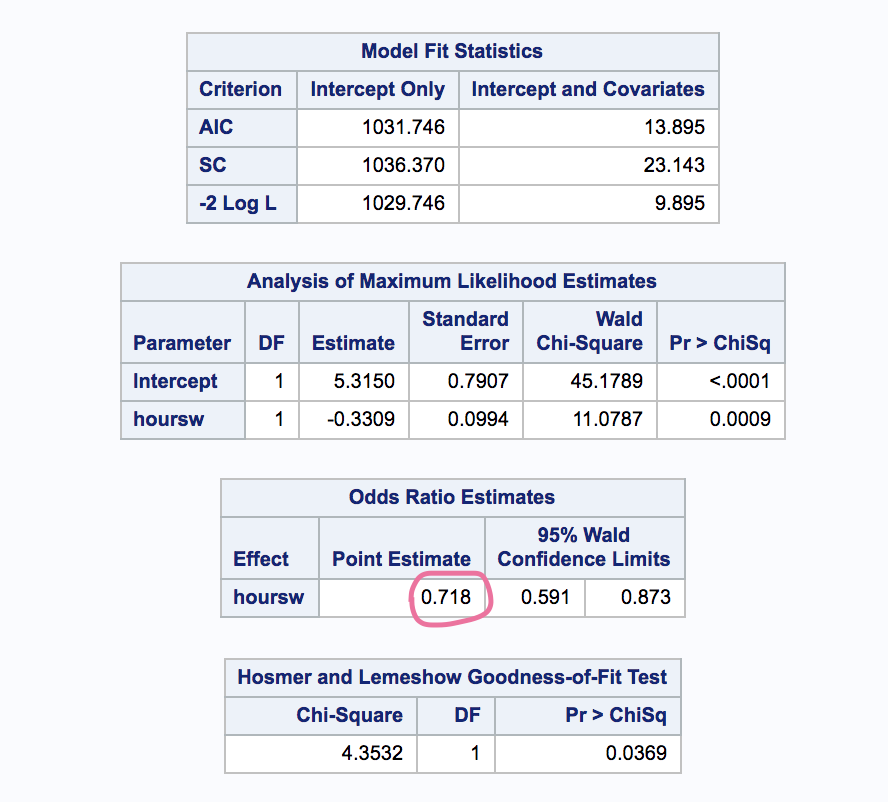 Model Fit Statistics
Criterion Intercept Only Intercept and Covariates
AIC 1031.746 13.895
SC 1036.370 23.143
-2 Log L 1029.746 9.895
Analysis of Maximum Likelihood Estimates
Parameter DF Estimate Standard Error Wald Chi-Square Pr > ChiSq
Intercept 1 5.3150 0.7907 45.1789 <.0001
hoursw 1 -0.3309 0.0994 11.0787 0.0009
Odds Ratio Estimates
Effect Point Estimate 95% Wald Confidence Limits
hoursw 0.718 0.591 0.873
Hosmer and Lemeshow Goodness-of-Fit Test
Chi-Square DF Pr > ChiSq
4.3532 1 0.0369